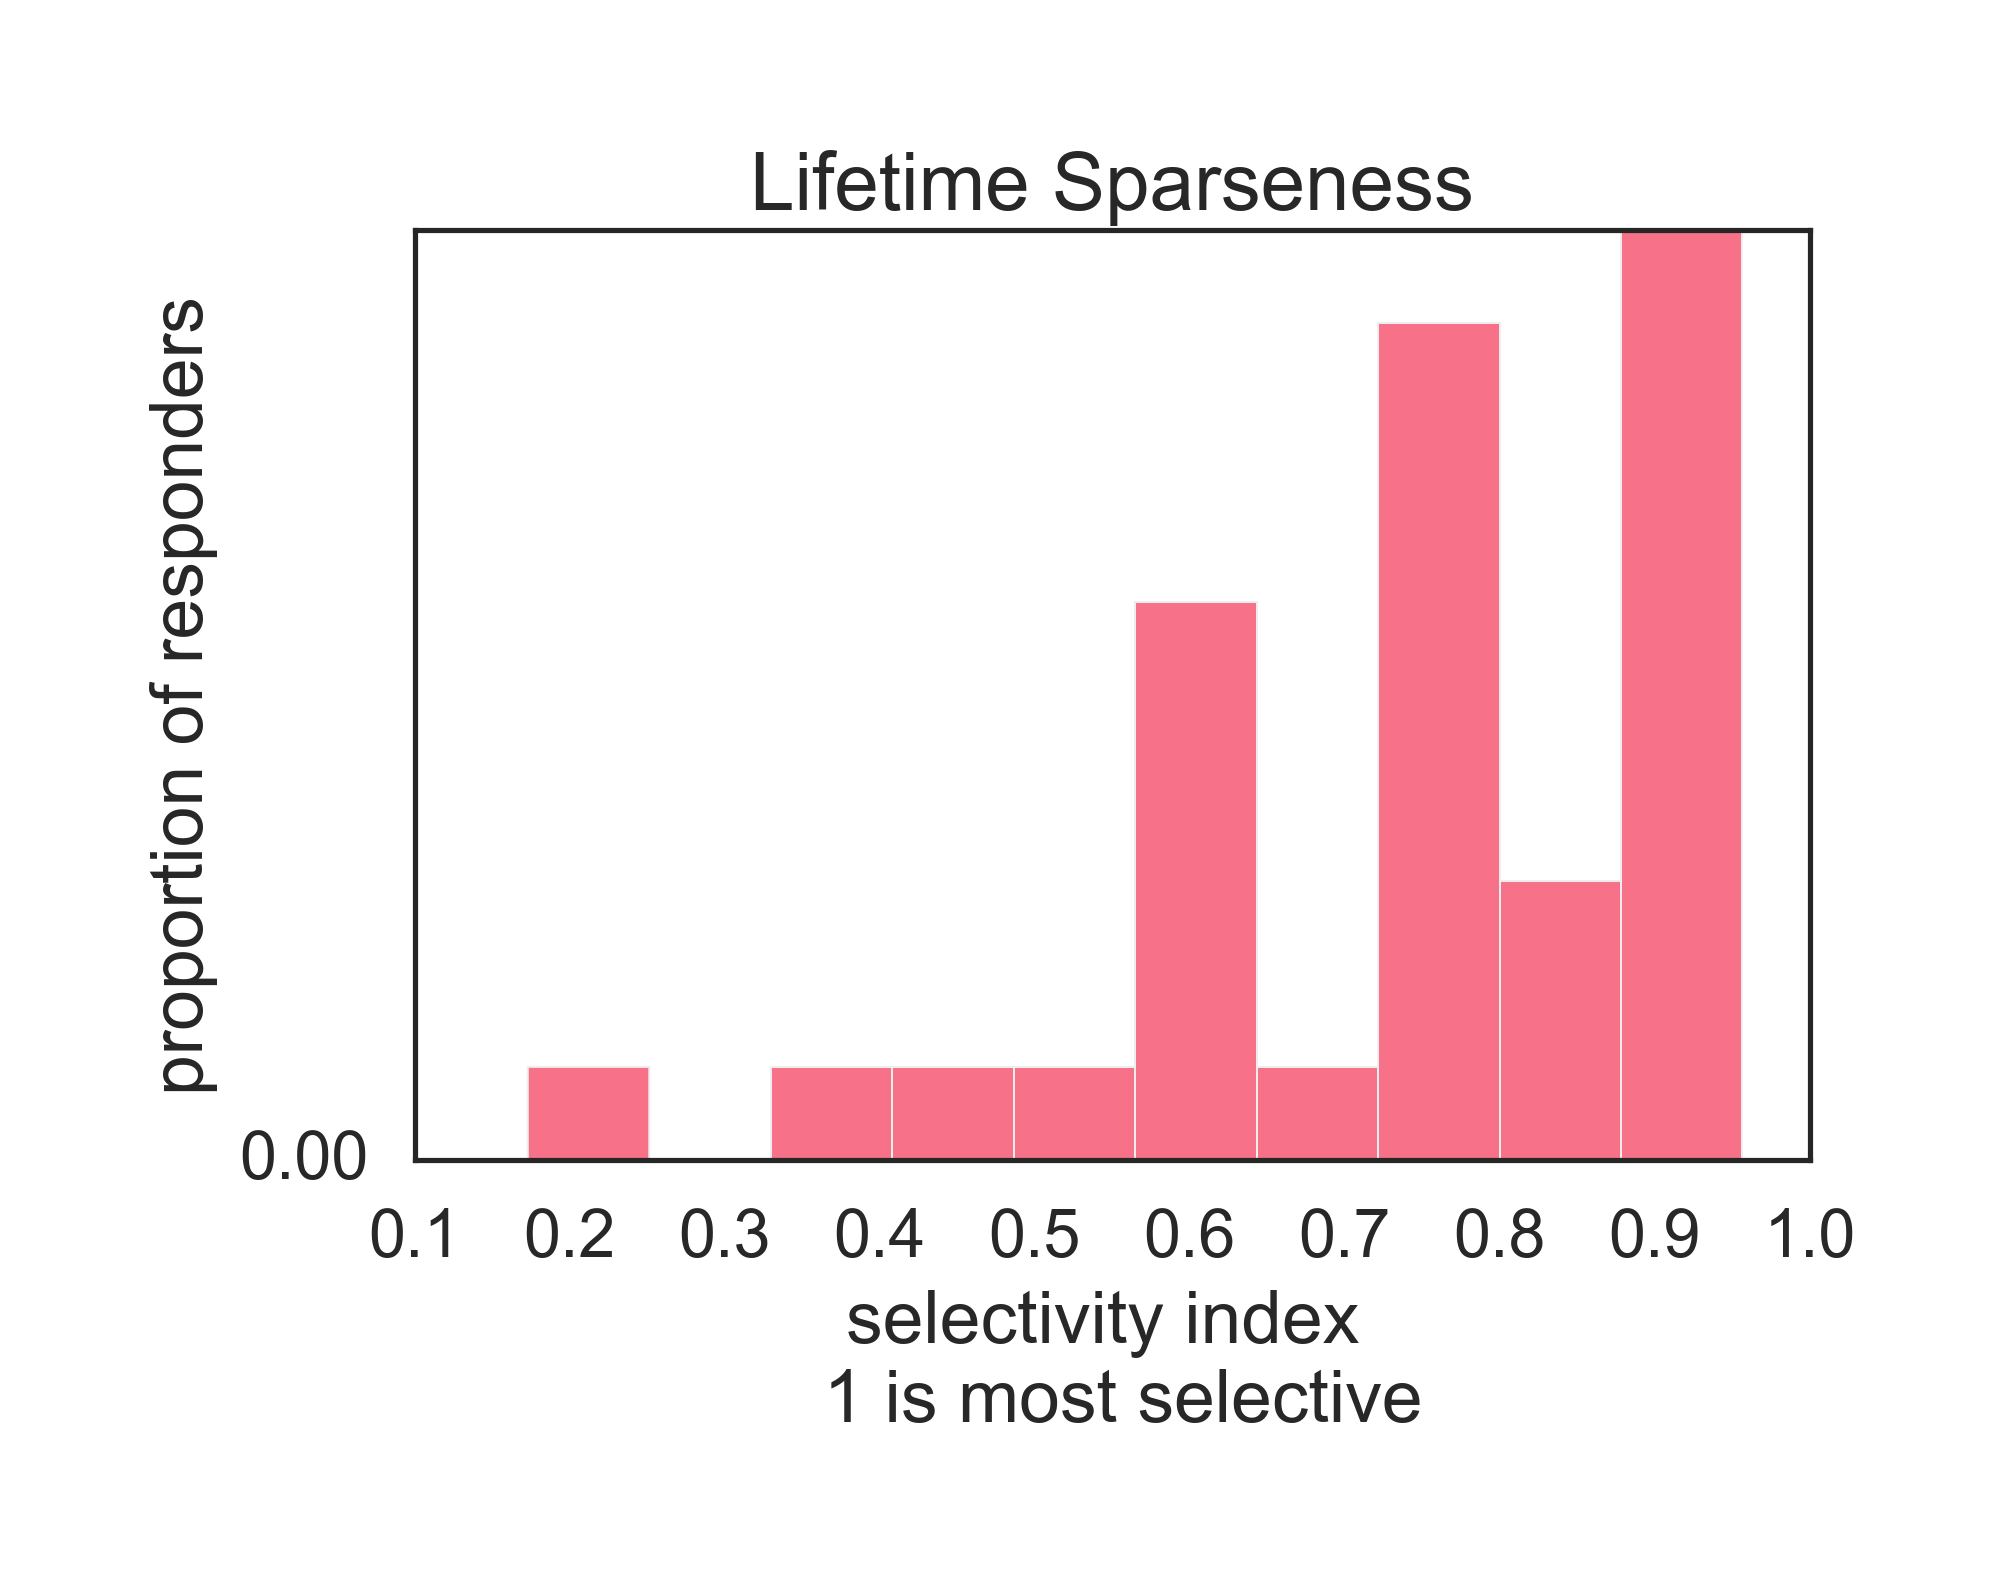 Lifetime Sparseness
proportion of responders
0.00
0.1 0.2 0.3 0.4 0.5 0.6 0.7 0.8 0.9 1.0
selectivity index
1 is most selective